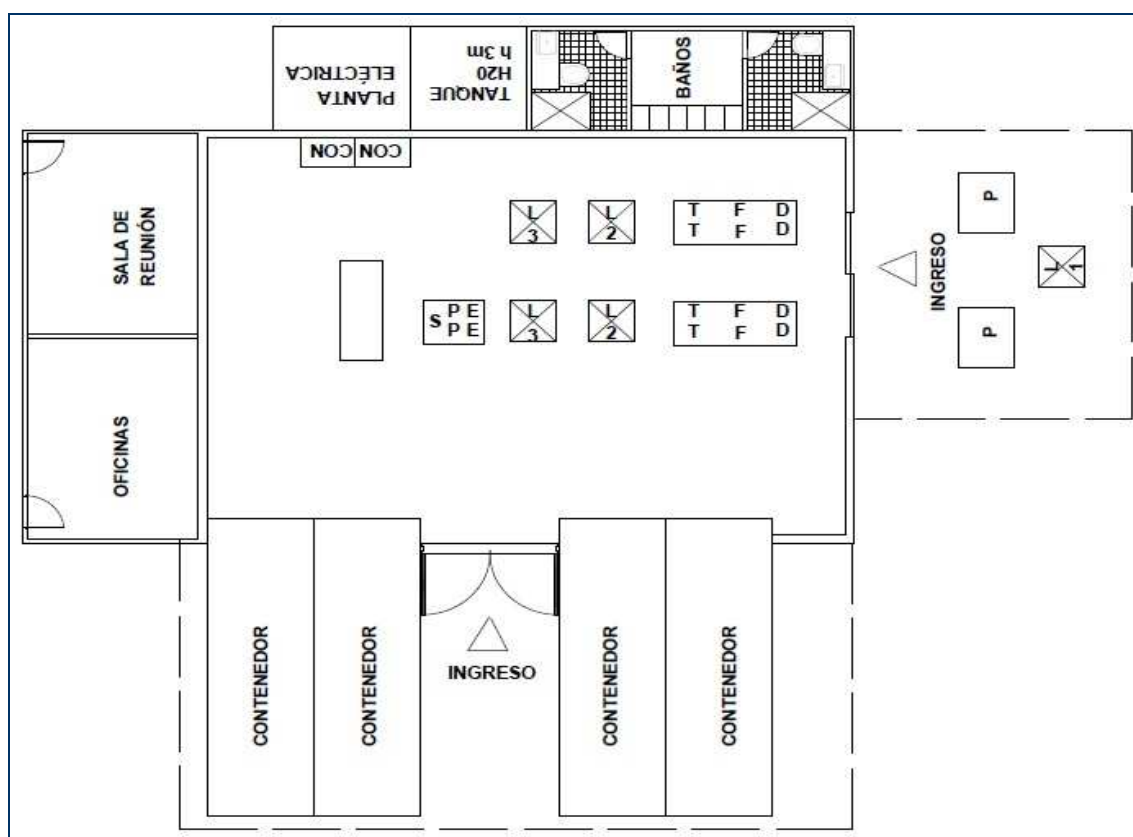 PLANTA
ELÉCTRICA
TANQUE
H20
h 3m
BAÑOS
CON
CON
SALA DE
REUNIÓN
L
3
L
2
T F D
T F D
P
INGRESO
L
1
S
P E
P E
L
3
L
2
T F D
T F D
P
OFICINAS
CONTENEDOR
CONTENEDOR
INGRESO
CONTENEDOR
CONTENEDOR